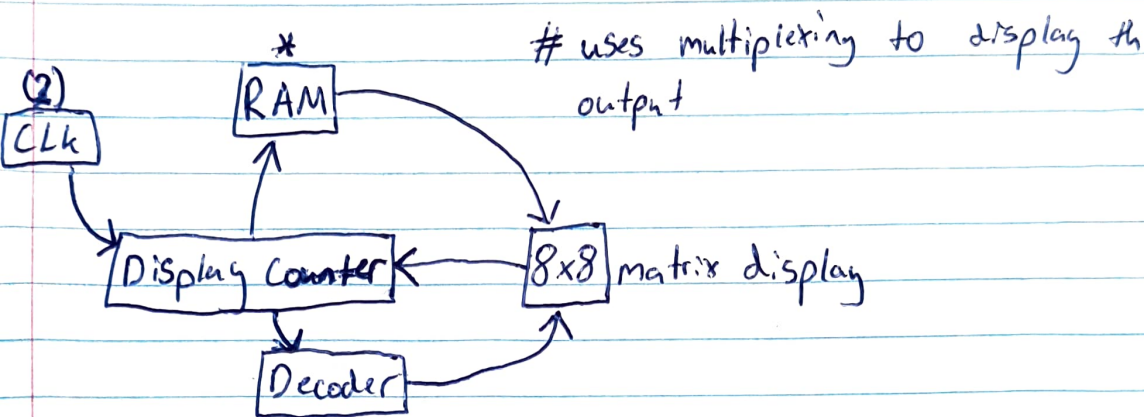 # uses multiplexing to display th
output
*
RAM
(2)
CLK
Display Counter
8x8 matrix display
Decoder